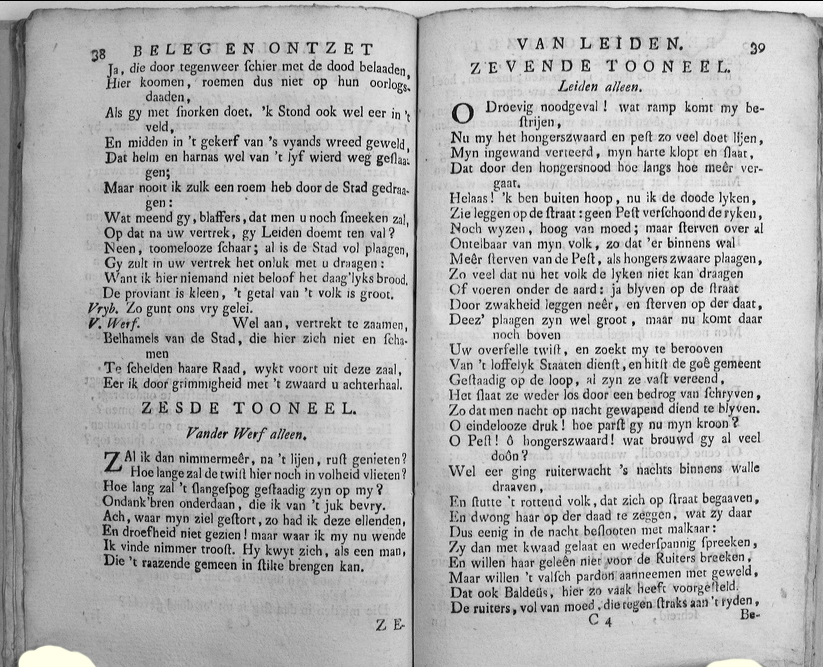 38 BELEG EN ONTZET
Ja, die door tegenweer ſchier met de dood belaaden,
Hier koomen, roemen dus niet op hun oorlogs-
daaden,
Als gy met ſnorken doet. 'k Stond ook wel eer in 't
veld,
En midden in 't gekerf van 's vyands wreed geweld,
Dat helm en harnas wel van 't lyf wierd weg geſlaa-
gen;
Maar nooit ik zulk een roem heb door de Stad gedraa-
gen:
Wat meend gy, blaffers, dat men u noch ſmeeken zal,
Op dat na uw vertrek, gy Leiden doemt ten val?
Neen, toomelooze ſchaar; al is de Stad vol plaagen,
Gy zult in uw vertrek het onluk met u draagen:
Want ik hier niemand niet beloof het daag'lyks brood.
De proviant is kleen, 't getal van 't volk is groot.
Vryb. Zo gunt ons vry gelei.
V. Werf. Wel aan, vertrekt te zaamen,
Belhamels van de Stad, die hier zich niet en ſcha-
men
Te ſchelden haare Raad, wykt voort uit deze zaal,
Eer ik door grimmigheid met 't zwaard u achterhaal.
ZESDE TOONEEL.
Vander Werf alleen.
ZAl ik dan nimmermeêr, na 't lijen, ruſt genieten?
Hoe lange zal de twiſt hier noch in volheid vlieten?
Hoe lang zal 't ſlangeſpog geſtaadig zyn op my?
Ondank'bren onderdaan, die ik van 't juk bevry.
Ach, waar myn ziel geſtort, zo had ik deze ellenden,
En droefheid niet gezien! maar waar ik my nu wende
Ik vinde nimmer trooſt. Hy kwyt zich, als een man,
Die 't raazende gemeen in ſtilte brengen kan.
Z E-
VAN LEIDEN. 39
ZEVENDE TOONEEL.
Leiden alleen.
O Droevig noodgeval! wat ramp komt my be-
ſtrijen,
Nu my het hongerszwaard en peſt zo veel doet lijen,
Myn ingewand verteerd, myn harte klopt en ſlaat,
Dat door den hongersnood hoe langs hoe meêr ver-
gaat.
Helaas! 'k ben buiten hoop, nu ik de doode lyken,
Zie leggen op de ſtraat: geen Peſt verſchoond de ryken,
Noch wyzen, hoog van moed; maar ſterven over al
Ontelbaar van myn volk, zo dat 'er binnens wal
Meêr ſterven van de Peſt, als hongers zwaare plaagen,
Zo veel dat nu het volk de lyken niet kan draagen
Of voeren onder de aard: ja blyven op de ſtraat
Door zwakheid leggen neêr, en ſterven op der daat,
Deez' plaagen zyn wel groot, maar nu komt daar
noch boven
Uw overfelle twiſt, en zoekt my te berooven
Van 't loffelyk Staaten dienſt, en hitſt de goê gemeent
Geſtaadig op de loop, al zyn ze vaſt vereend,
Het ſlaat ze weder los door een bedrog van ſchryven,
Zo dat men nacht op nacht gewapend diend te blyven.
O eindelooze druk! hoe parſt gy nu myn kroon?
O Peſt! ô hongerszwaard! wat brouwd gy al veel
doôn?
Wel eer ging ruiterwacht 's nachts binnens walle
draaven,
En ſtutte 't rottend volk, dat zich op ſtraat begaaven,
En dwong haar op der daad te zeggen, wat zy daar
Dus eenig in de nacht beſlooten met malkaar:
Zy dan met kwaad gelaat en wederſpannig ſpreeken,
En willen haar geleên niet voor de Ruiters breeken,
Maar willen 't valſch pardon aanneemen met geweld,
Dat ook Baldeüs, hier zo vaak heeft voorgeſteld.
De ruiters, vol van moed, die tegen ſtraks aan 't ryden,
C 4 Be-